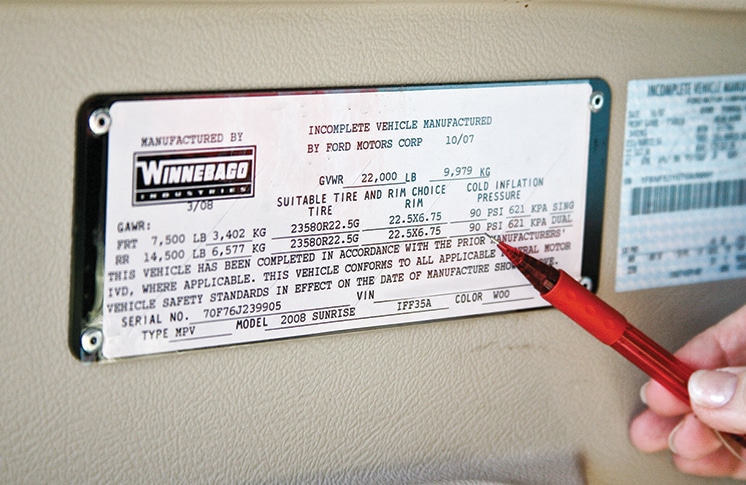 MANUFACTURED BY
WINNEBAGO
INDUSTRIES
3/08
INCOMPLETE VEHICLE MANUFACTURED
BY FORD MOTORS CORP 10/07
GVWR 22,000 LB 9,979 KG
SUITABLE TIRE AND RIM CHOICE COLD INFLATION
TIRE RIM PRESSURE
GAWR:
FRT 7,500 LB 3,402 KG 23580R22.5G 22.5X6.75 90 PSI 621 KPA SING
RR 14,500 LB 6,577 KG 23580R22.5G 22.5X6.75 90 PSI 621 KPA DUAL
THIS VEHICLE HAS BEEN COMPLETED IN ACCORDANCE WITH THE PRIOR MANUFACTURERS'
IVD, WHERE APPLICABLE. THIS VEHICLE CONFORMS TO ALL APPLICABLE MOTOR
VEHICLE SAFETY STANDARDS IN EFFECT ON THE DATE OF MANUFACTURE
SERIAL NO. 70F76J239905 VIN
TYPE MPV MODEL 2008 SUNRISE IFF35A COLOR WOO
INCOMPLETE VEHICLE